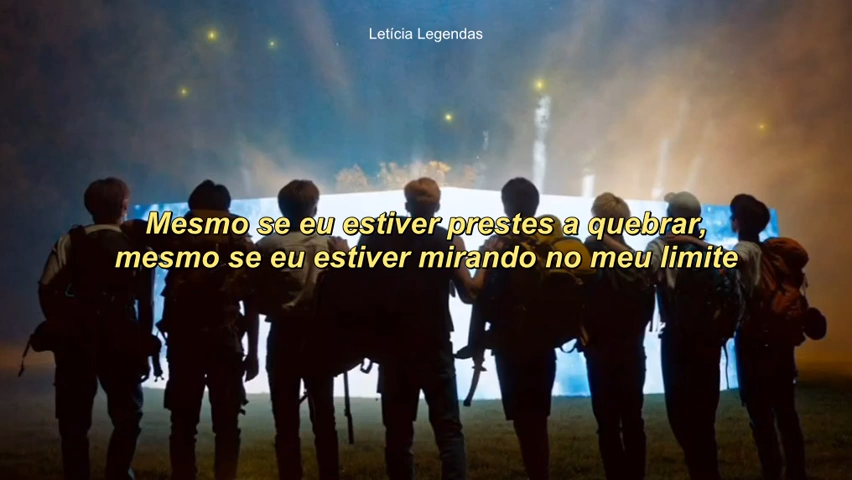 Letícia Legendas
Mesmo se eu estiver prestes a quebrar,
mesmo se eu estiver mirando no meu limite